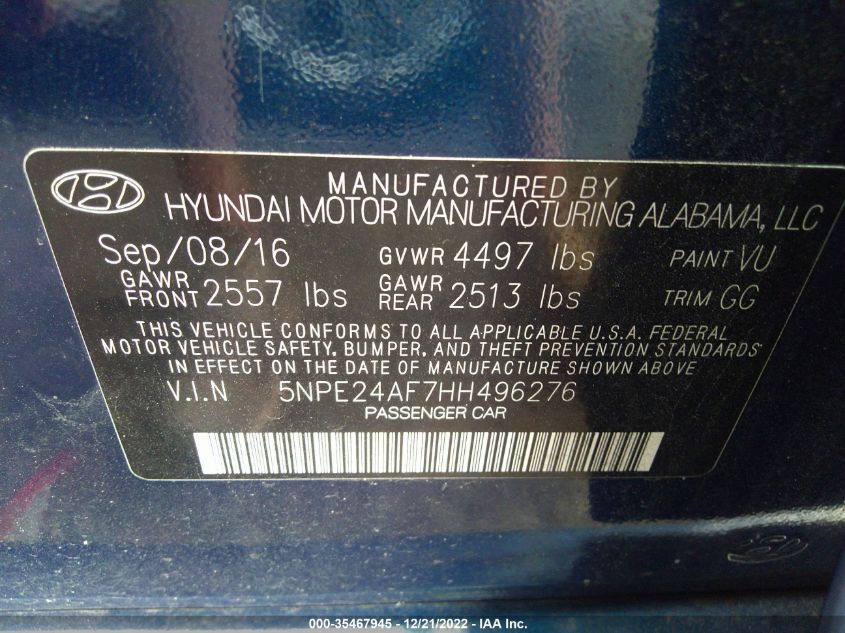 MANUFACTURED BY
HYUNDAI MOTOR MANUFACTURING ALABAMA, LLC
Sep/08/16 GVWR 4497 lbs PAINT VU
GAWR FRONT 2557 lbs GAWR REAR 2513 lbs TRIM GG
THIS VEHICLE CONFORMS TO ALL APPLICABLE U.S.A. FEDERAL
MOTOR VEHICLE SAFETY, BUMPER, AND THEFT PREVENTION STANDARDS
IN EFFECT ON THE DATE OF MANUFACTURE SHOWN ABOVE.
V.I.N 5NPE24AF7HH496276
PASSENGER CAR
000-35467945 - 12/21/2022 - IAA Inc.